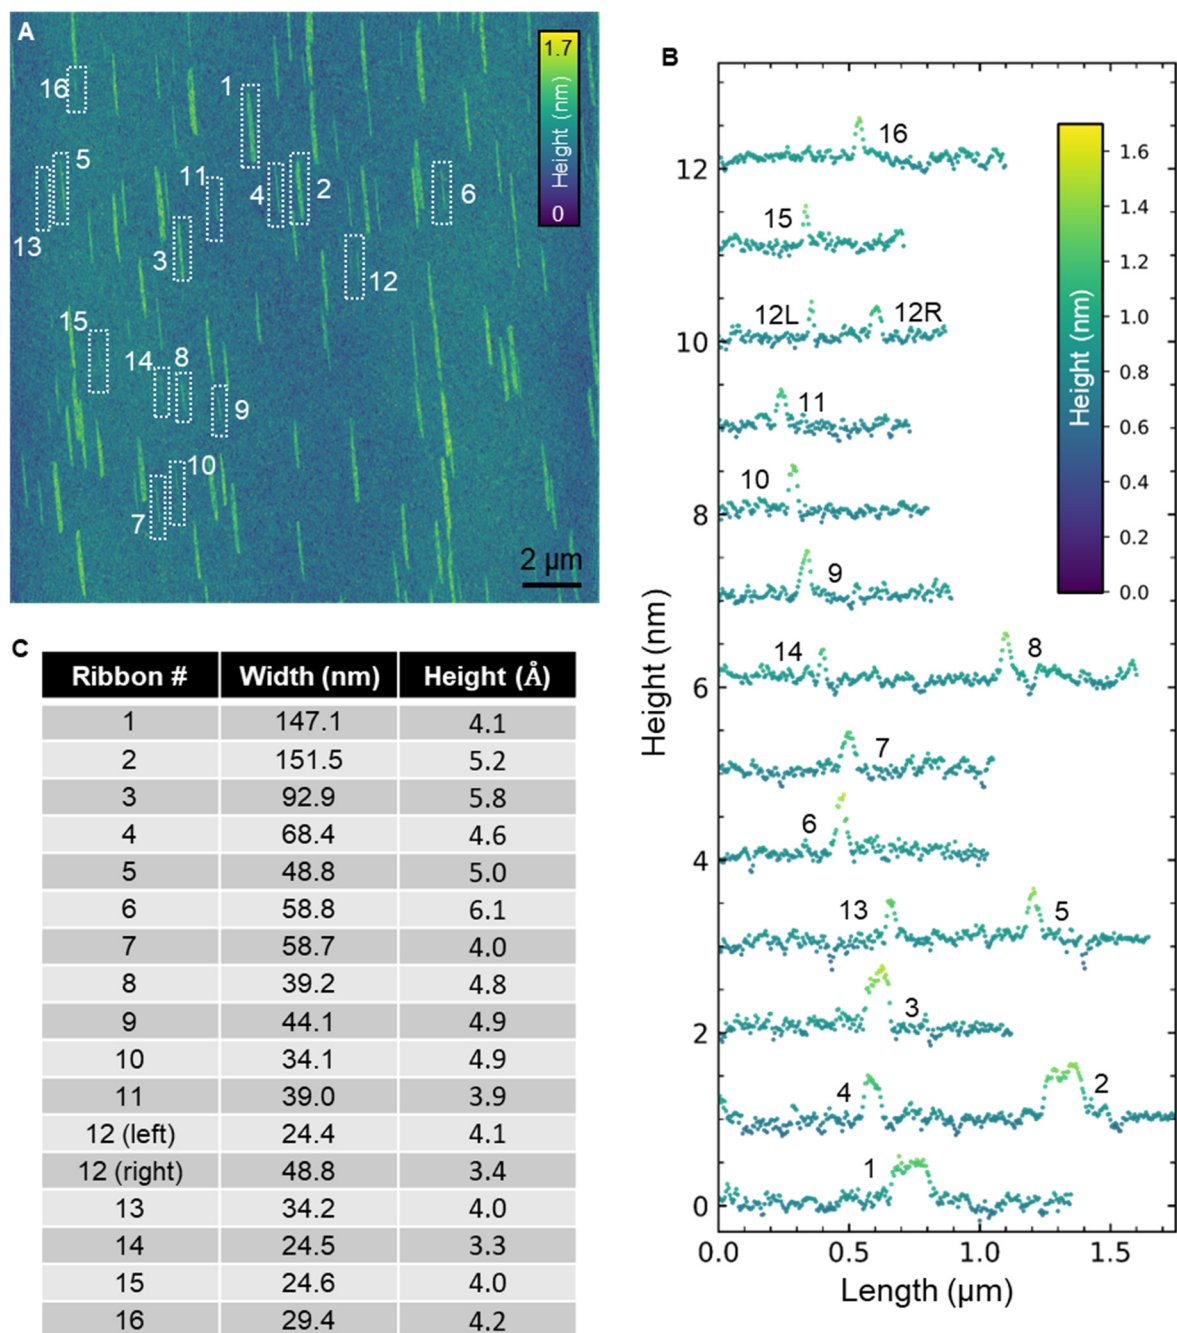 A
1.7
Height (nm)
0
16
1
5
11
4
2
6
13
3
12
15
14
8
9
10
7
2 µm
B
Height (nm)
12
10
8
6
4
2
0
16
15
12L
12R
11
10
9
14
8
7
6
13
5
3
4
2
1
1.6
1.4
1.2
1.0
0.8
0.6
0.4
0.2
0.0
Height (nm)
0.0 0.5 1.0 1.5
Length (µm)
C
Ribbon # Width (nm) Height (Å)
1 147.1 4.1
2 151.5 5.2
3 92.9 5.8
4 68.4 4.6
5 48.8 5.0
6 58.8 6.1
7 58.7 4.0
8 39.2 4.8
9 44.1 4.9
10 34.1 4.9
11 39.0 3.9
12 (left) 24.4 4.1
12 (right) 48.8 3.4
13 34.2 4.0
14 24.5 3.3
15 24.6 4.0
16 29.4 4.2